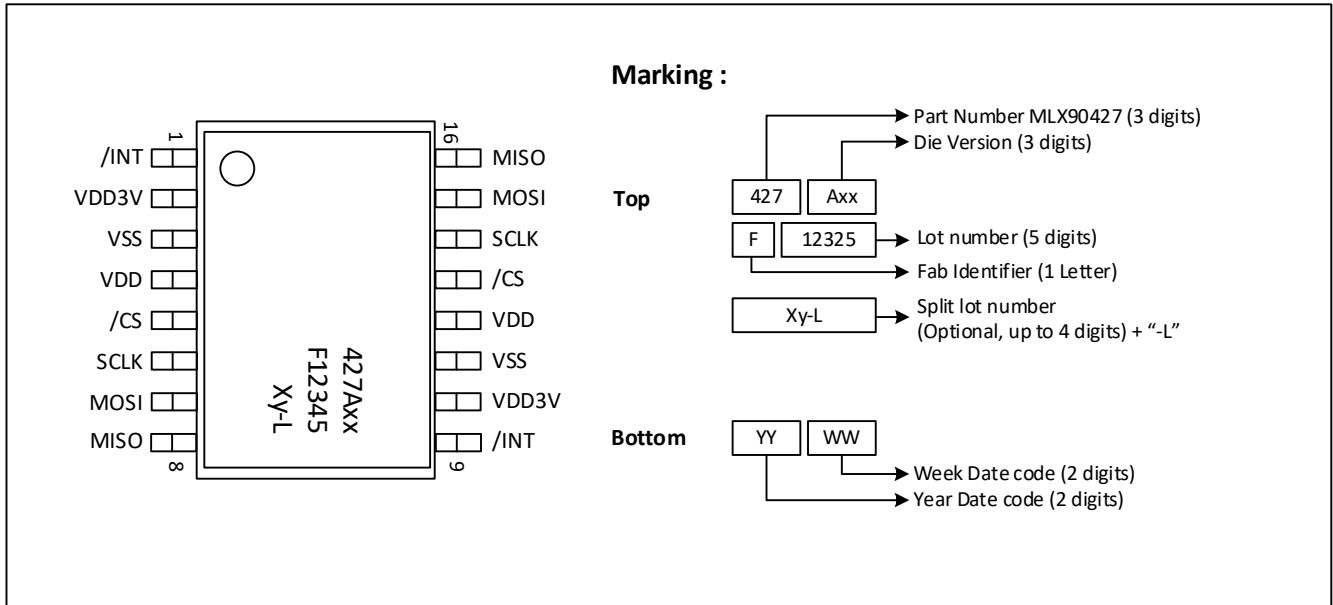 Marking :
1
/INT
VDD3V
VSS
VDD
/CS
SCLK
MOSI
MISO
8
16
MISO
MOSI
SCLK
/CS
VDD
VSS
VDD3V
/INT
9
427Axx
F12345
Xy-L
Part Number MLX90427 (3 digits)
Die Version (3 digits)
Top
427 Axx
F 12325 Lot number (5 digits)
Fab Identifier (1 Letter)
Xy-L Split lot number
(Optional, up to 4 digits) + “-L”
Bottom
YY WW
Week Date code (2 digits)
Year Date code (2 digits)